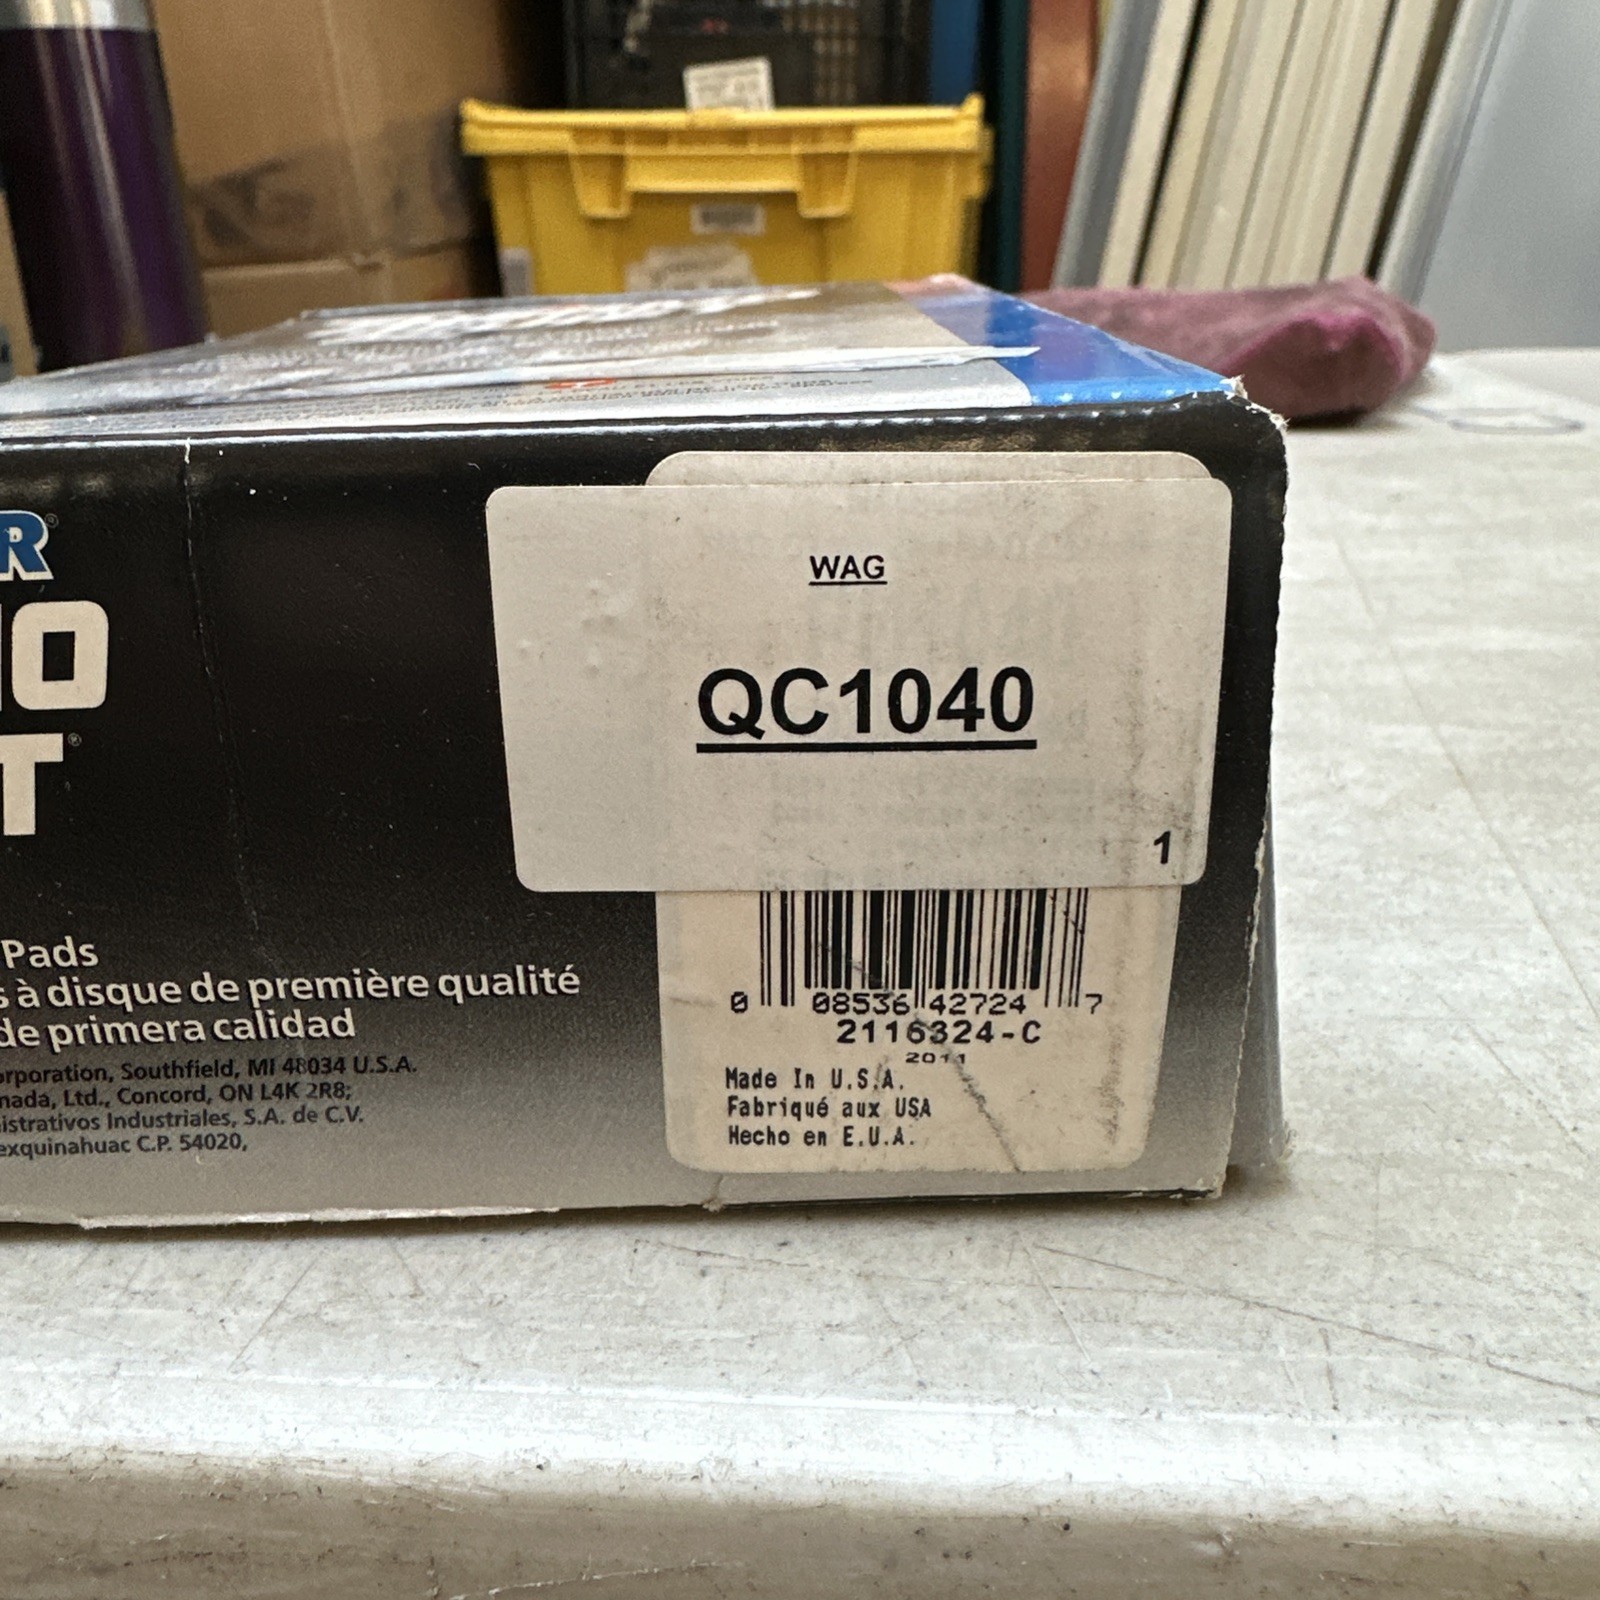 R®
IO
T®
Pads
s à disque de première qualité
de primera calidad
orporation, Southfield, MI 48034 U.S.A.
nada, Ltd., Concord, ON L4K 2R8;
nistrativos Industriales, S.A. de C.V.
exquinahuac C.P. 54020,
WAG
QC1040
1
0 08536 42724 7
2116324-C
2011
Made In U.S.A.
Fabriqué aux USA
Hecho en E.U.A.